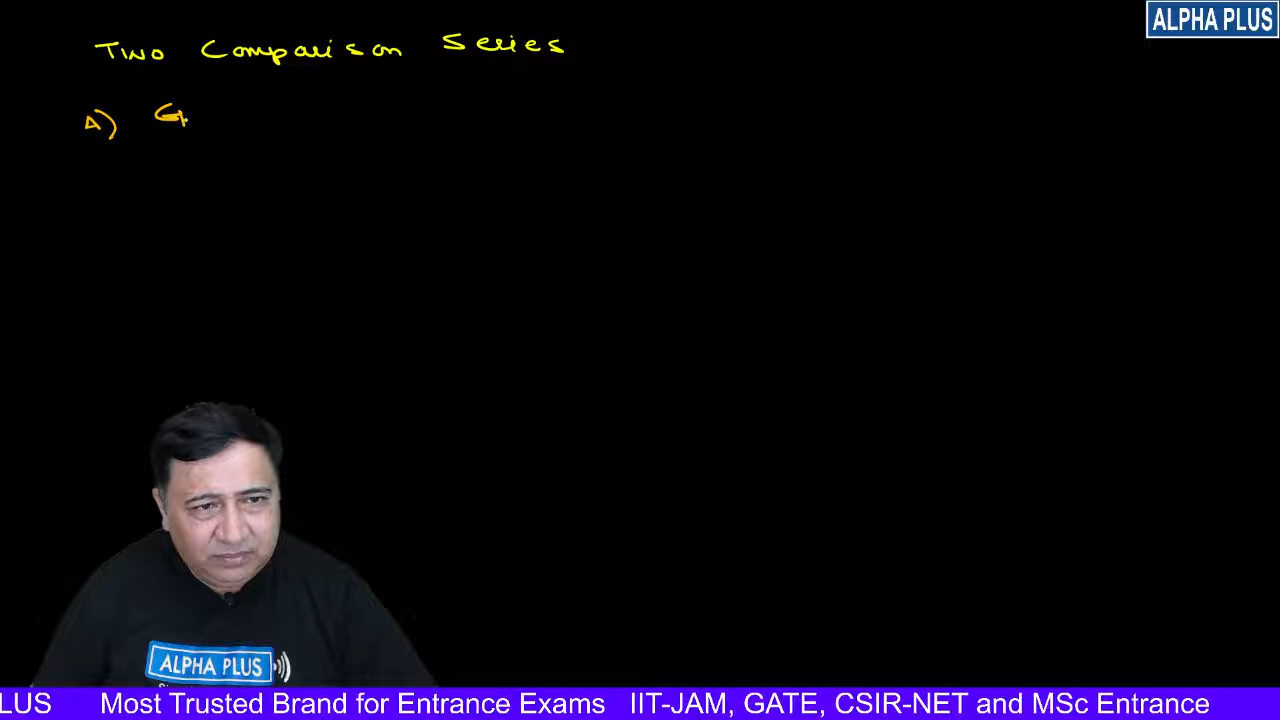 ALPHA PLUS
Two Comparison Series
A) G
ALPHA PLUS
LUS Most Trusted Brand for Entrance Exams IIT-JAM, GATE, CSIR-NET and MSc Entrance